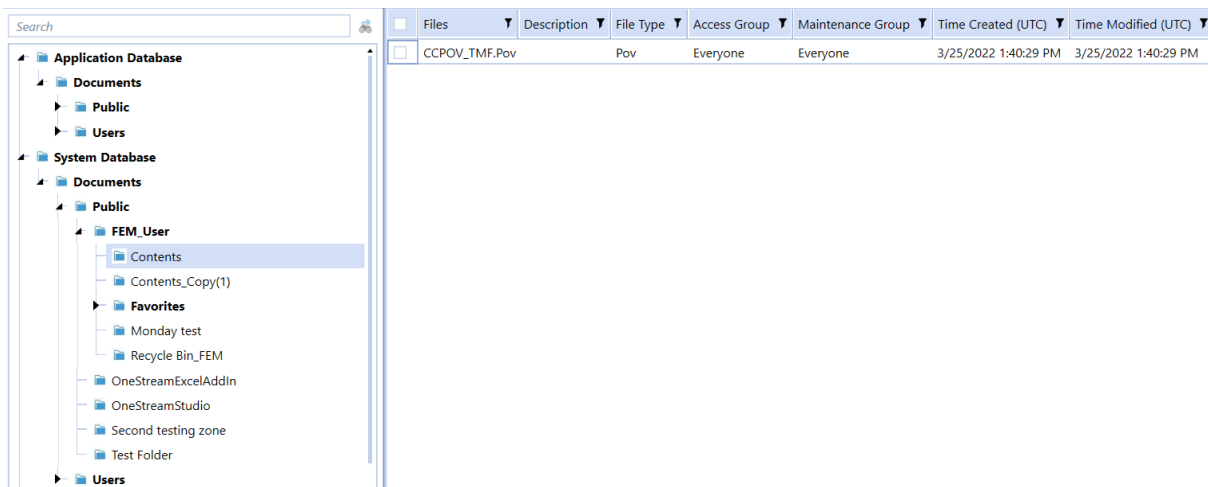 Search
Application Database
Documents
Public
Users
System Database
Documents
Public
FEM_User
Contents
Contents_Copy(1)
Favorites
Monday test
Recycle Bin_FEM
OneStreamExcelAddIn
OneStreamStudio
Second testing zone
Test Folder
Users
Files Description File Type Access Group Maintenance Group Time Created (UTC) Time Modified (UTC)
CCPOV_TMF.Pov Pov Everyone Everyone 3/25/2022 1:40:29 PM 3/25/2022 1:40:29 PM